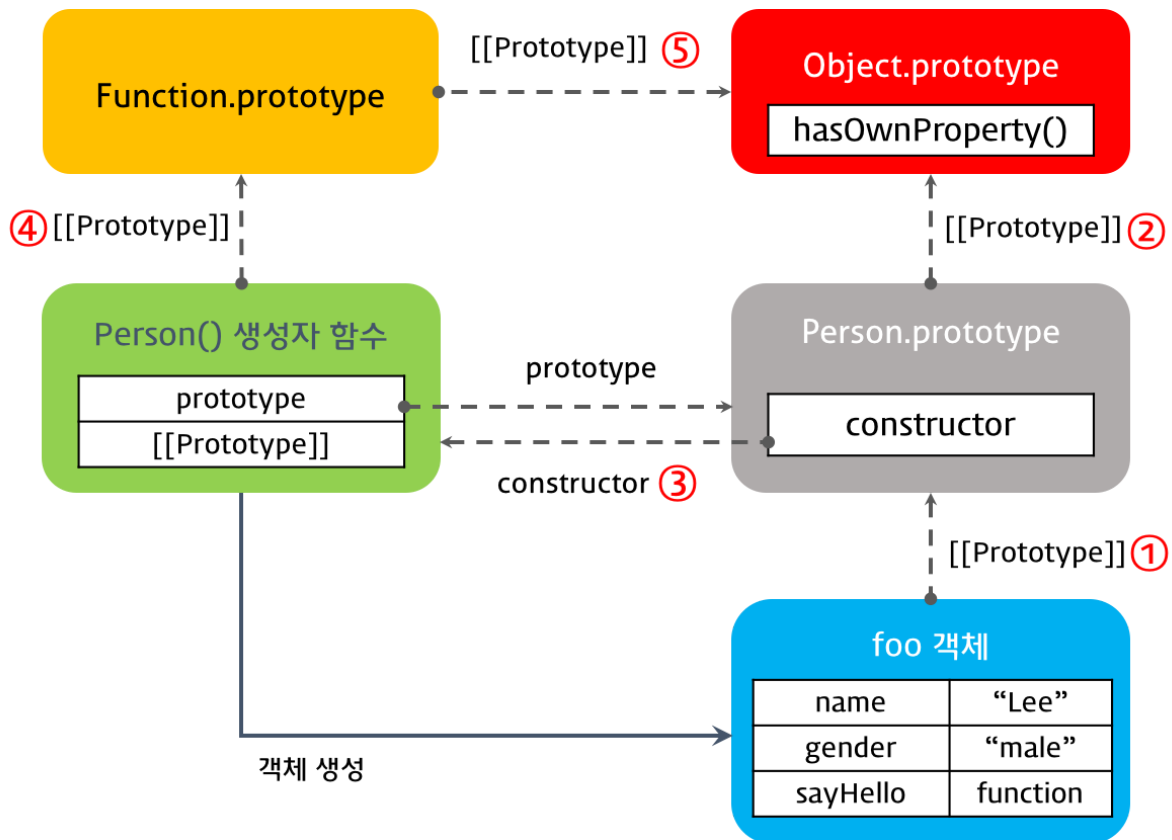 [[Prototype]] ⑤
Function.prototype
Object.prototype
hasOwnProperty()
④ [[Prototype]]
[[Prototype]] ②
Person() 생성자 함수
prototype
[[Prototype]]
prototype
constructor ③
Person.prototype
constructor
[[Prototype]] ①
foo 객체
name “Lee”
gender “male”
sayHello function
객체 생성